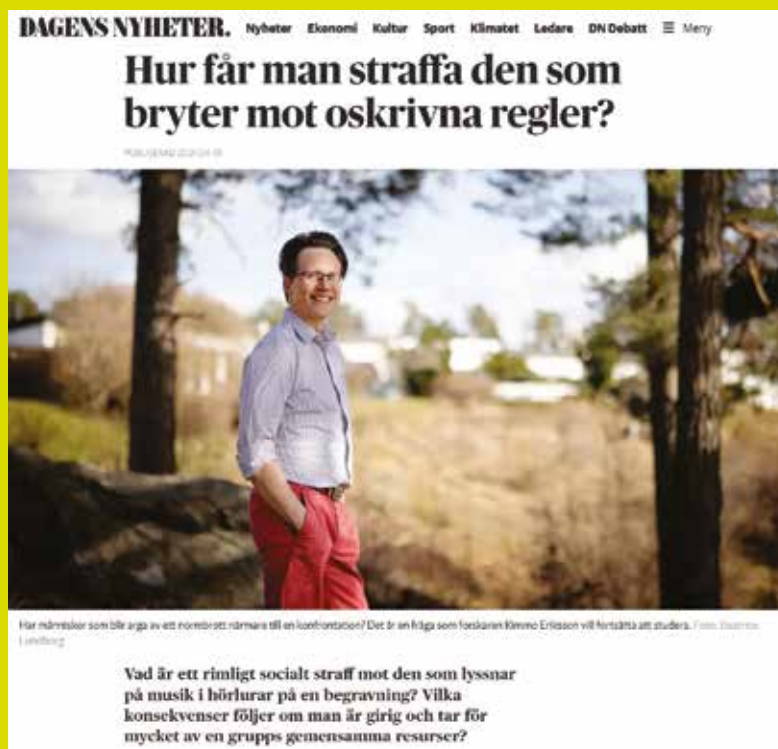 DAGENS NYHETER. Nyheter Ekonomi Kultur Sport Klimatet Ledare DN Debatt Meny
Hur får man straffa den som
bryter mot oskrivna regler?
PUBLICERAD
Har människor som blir arga av ett normbrott närmare till en konfrontation? Det är en fråga som forskaren Kimmo Eriksson vill fortsätta att studera. Foto:
Lundborg
Vad är ett rimligt socialt straff mot den som lyssnar
på musik i hörlurar på en begravning? Vilka
konsekvenser följer om man är girig och tar för
mycket av en grupps gemensamma resurser?